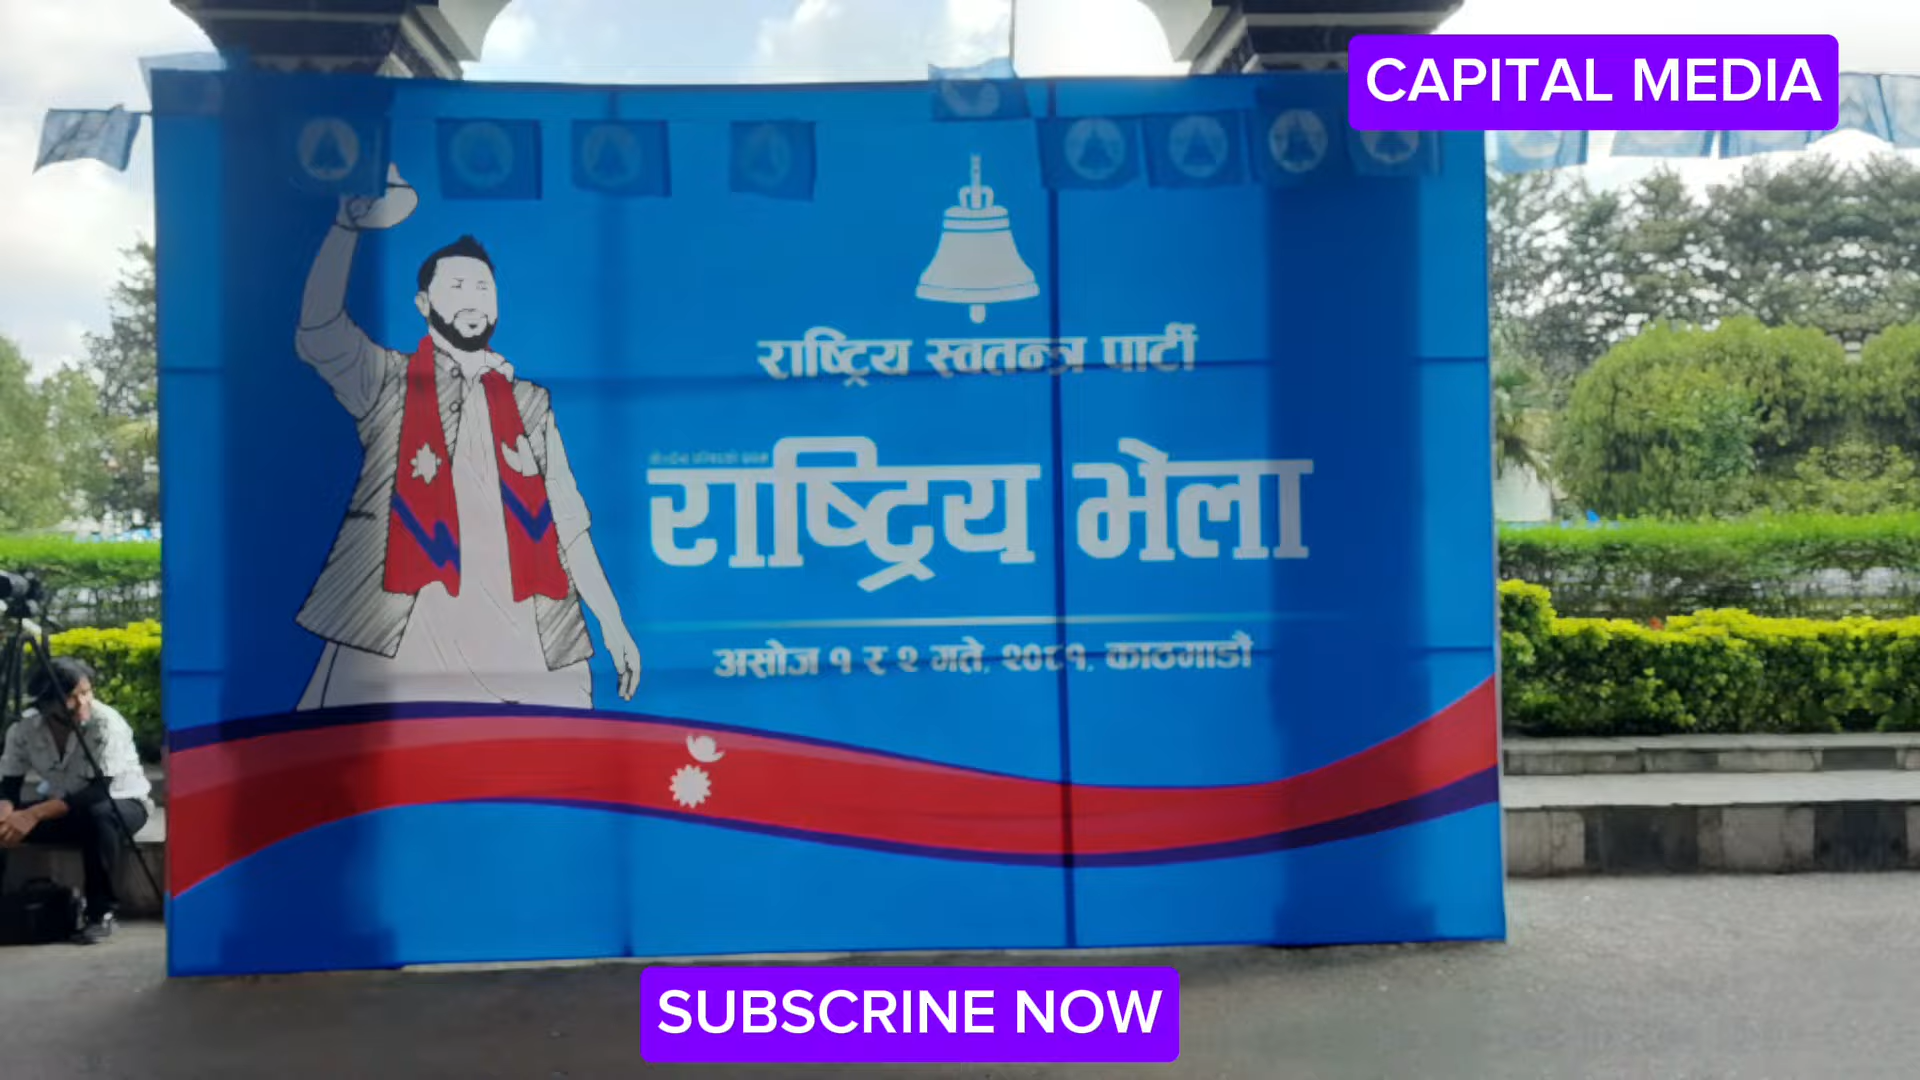 CAPITAL MEDIA
राष्ट्रिय स्वतन्त्र पार्टी
राष्ट्रिय भेला
असोज १ र २ गते, २०८१, काठमाडौं
SUBSCRINE NOW